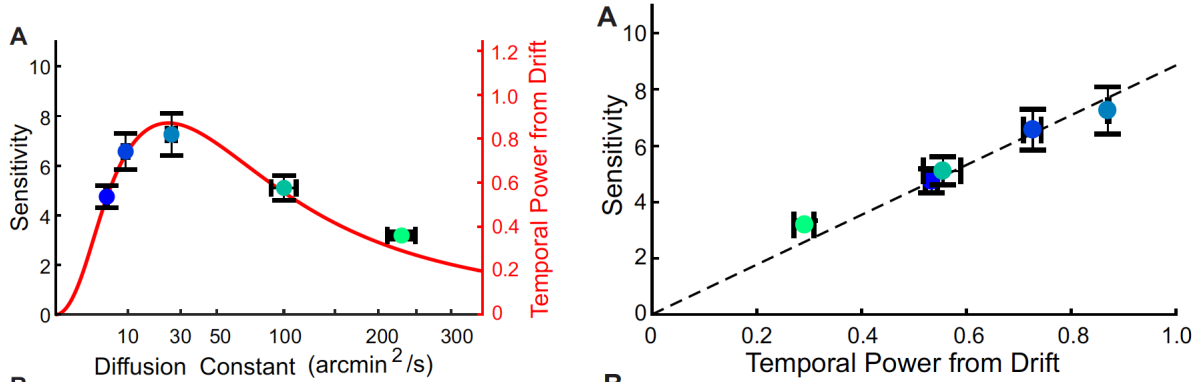 A
10
8
6
4
2
0
Sensitivity
10 30 50 100 200 300
Diffusion Constant (arcmin²/s)
1.2
1.0
0.8
0.6
0.4
0.2
0
Temporal Power from Drift
A
10
8
6
4
2
0
Sensitivity
0 0.2 0.4 0.6 0.8 1.0
Temporal Power from Drift